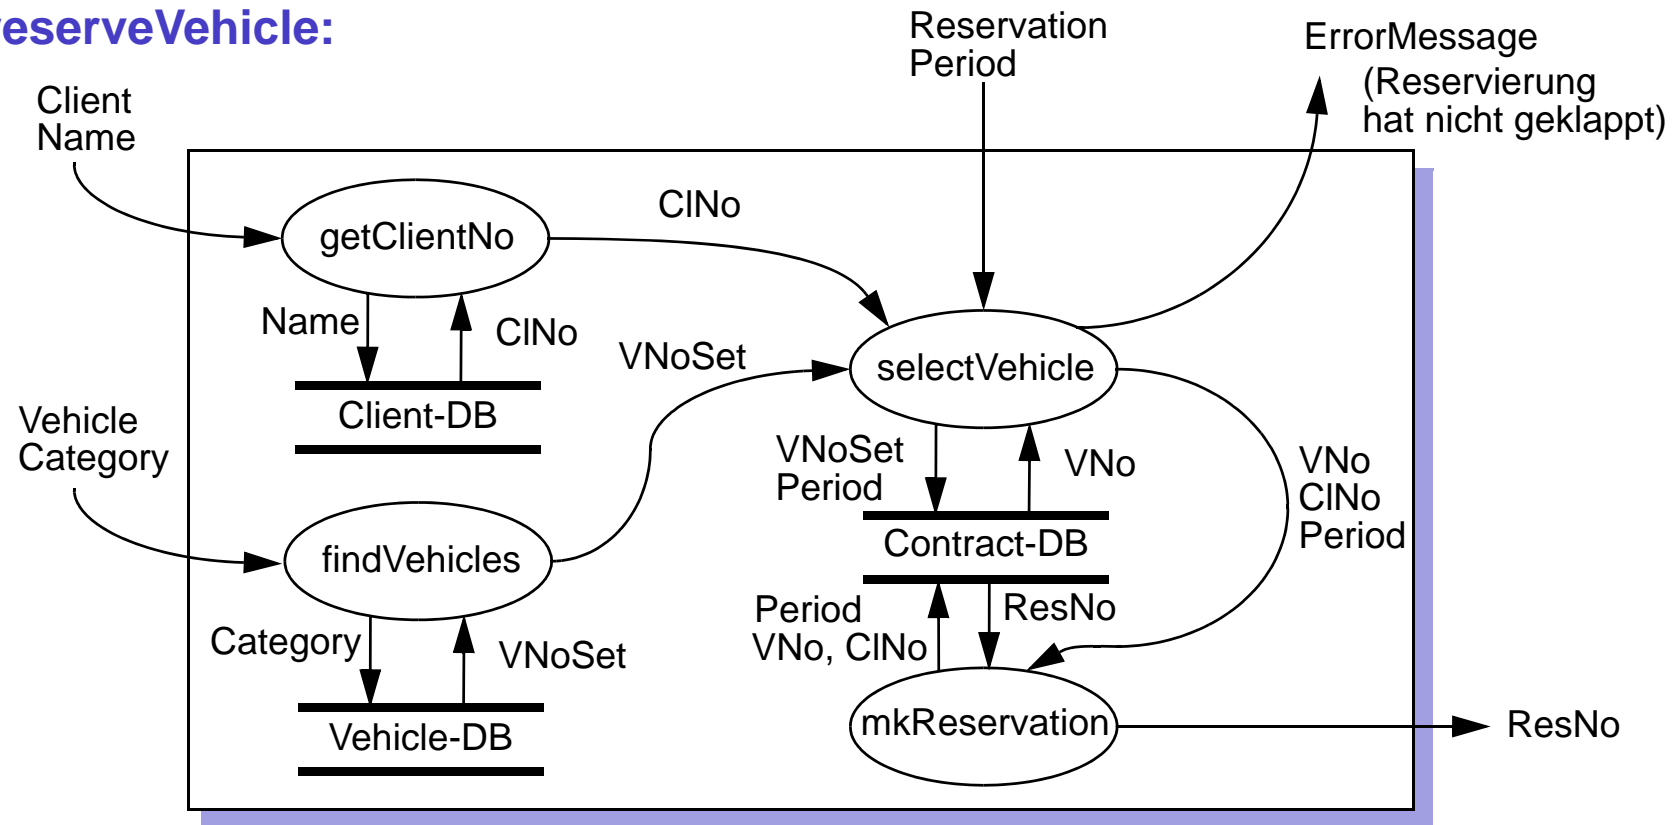 eserveVehicle:
Reservation
Period
ErrorMessage
(Reservierung
hat nicht geklappt)
Client
Name
getClientNo
ClNo
Name
ClNo
VNoSet
selectVehicle
Client-DB
Vehicle
Category
VNoSet
Period
VNo
VNo
ClNo
Period
findVehicles
Contract-DB
Period
VNo, ClNo
ResNo
Category
VNoSet
Vehicle-DB
mkReservation
ResNo